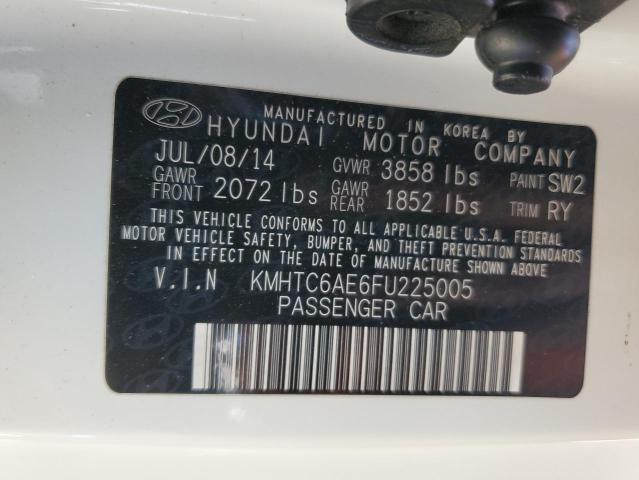 MANUFACTURED IN KOREA BY
HYUNDAI MOTOR COMPANY
JUL/08/14 GVWR 3858 lbs PAINT SW2
GAWR FRONT 2072 lbs GAWR REAR 1852 lbs TRIM RY
THIS VEHICLE CONFORMS TO ALL APPLICABLE U.S.A. FEDERAL
MOTOR VEHICLE SAFETY, BUMPER, AND THEFT PREVENTION STANDARDS
IN EFFECT ON THE DATE OF MANUFACTURE SHOWN ABOVE.
V.I.N KMHTC6AE6FU225005
PASSENGER CAR